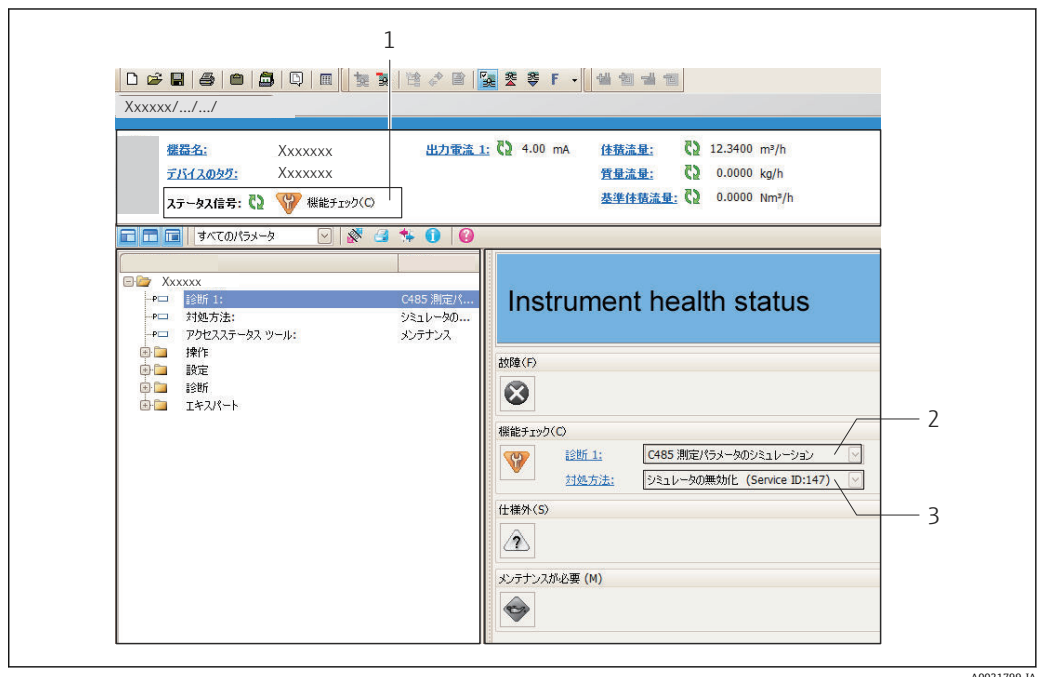 1
F
Xxxxxx/.../.../
機器名: Xxxxxxx 出力電流 1: 4.00 mA 体積流量: 12.3400 m³/h
デバイスのタグ: Xxxxxxx 質量流量: 0.0000 kg/h
ステータス信号: 機能チェック(C) 基準体積流量: 0.0000 Nm³/h
すべてのパラメータ
Xxxxxx
診断 1: C485 測定パ...
対処方法: シミュレータの...
アクセスステータス ツール: メンテナンス
操作
設定
診断
エキスパート
Instrument health status
故障(F)
機能チェック(C)
診断 1: C485 測定パラメータのシミュレーション 2
対処方法: シミュレータの無効化 (Service ID:147) 3
仕様外(S)
メンテナンスが必要 (M)